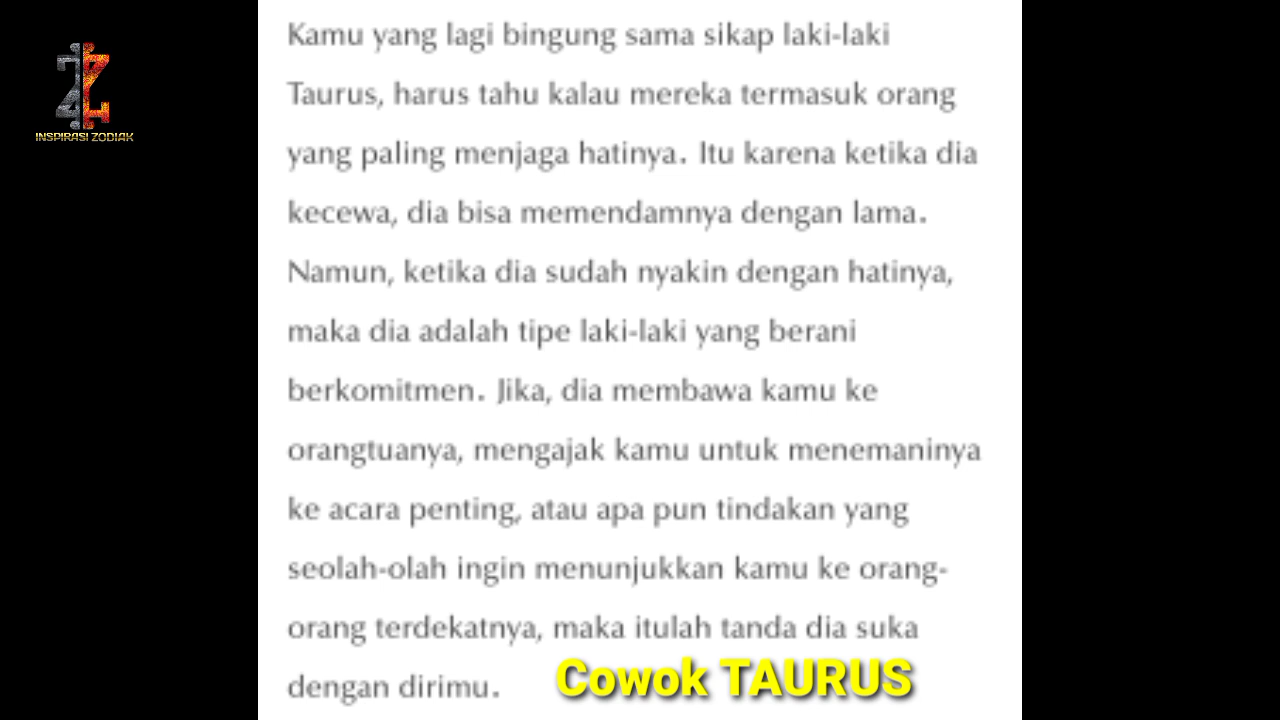 INSPIRASI ZODIAK
Kamu yang lagi bingung sama sikap laki-laki
Taurus, harus tahu kalau mereka termasuk orang
yang paling menjaga hatinya. Itu karena ketika dia
kecewa, dia bisa memendamnya dengan lama.
Namun, ketika dia sudah nyakin dengan hatinya,
maka dia adalah tipe laki-laki yang berani
berkomitmen. Jika, dia membawa kamu ke
orangtuanya, mengajak kamu untuk menemaninya
ke acara penting, atau apa pun tindakan yang
seolah-olah ingin menunjukkan kamu ke orang-
orang terdekatnya, maka itulah tanda dia suka
dengan dirimu.
Cowok TAURUS